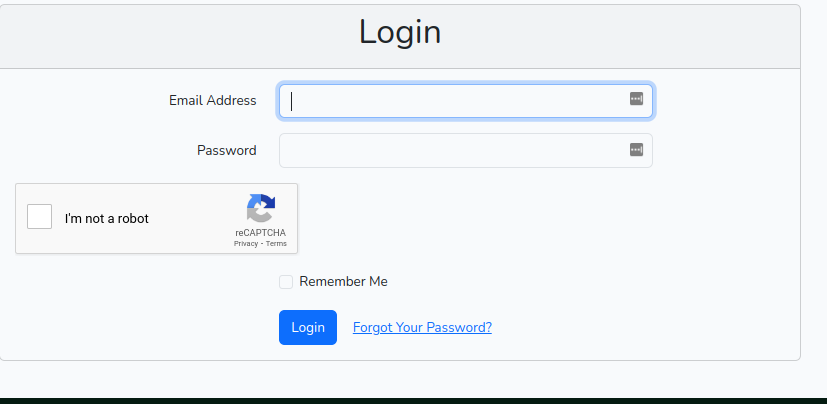 Login
Email Address
Password
I'm not a robot
reCAPTCHA
Privacy - Terms
Remember Me
Login Forgot Your Password?